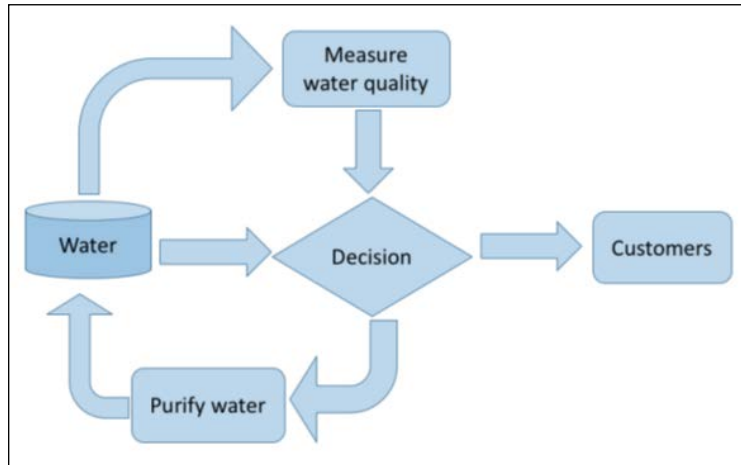 Measure
water quality
Water
Decision
Customers
Purify water